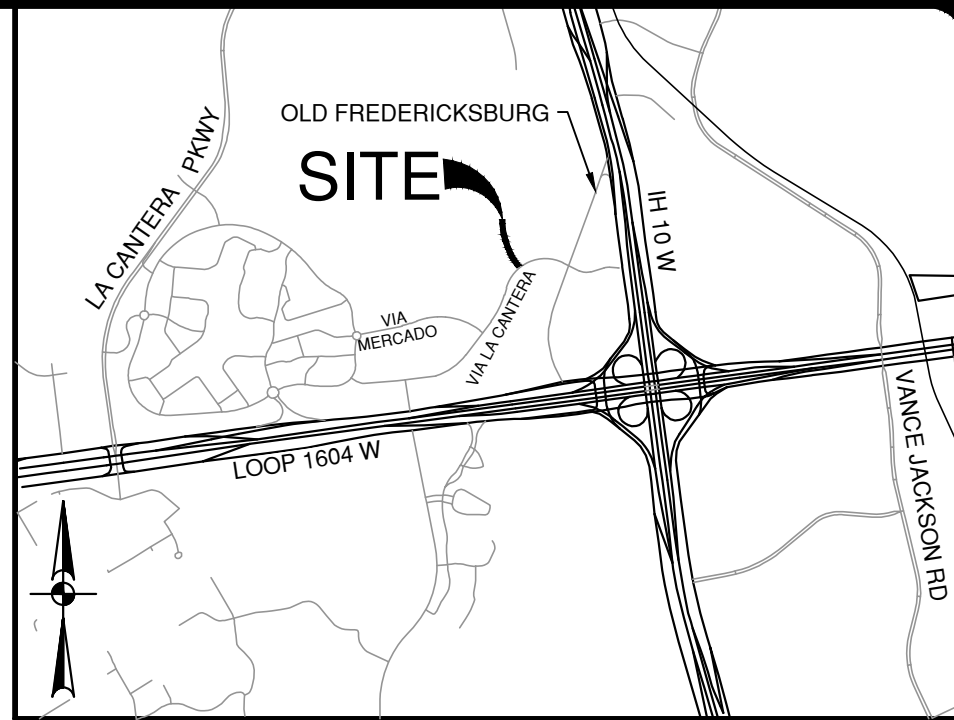 OLD FREDERICKSBURG
SITE
LA CANTERA PKWY
IH 10 W
VIA
MERCADO
VIA LA CANTERA
LOOP 1604 W
VANCE JACKSON RD